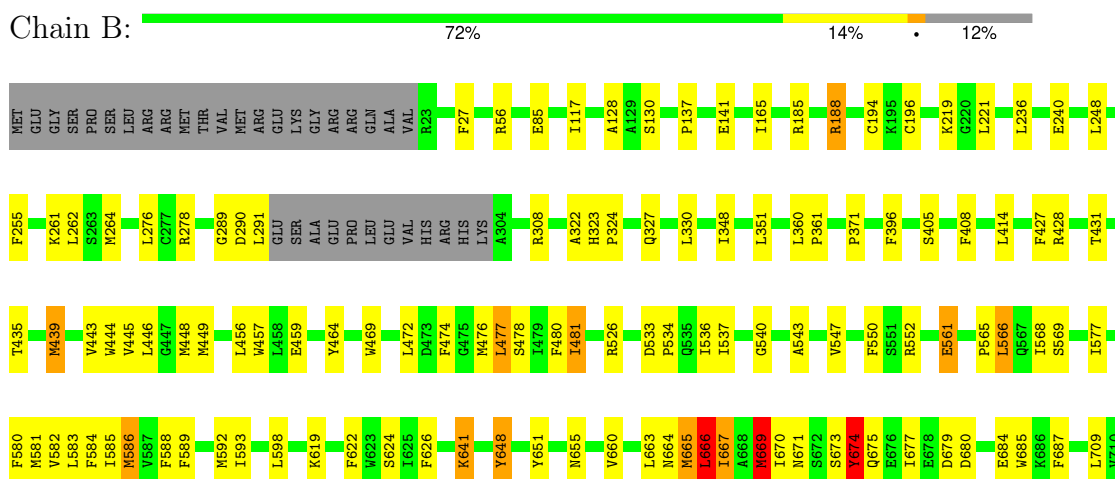 Chain B:
72% 14% • 12%
MET GLU GLY SER PRO SER LEU ARG ARG MET THR VAL MET ARG GLU LYS GLY ARG ARG GLN ALA VAL R23 F27 R56 E85 I117 A128 A129 S130 P137 E141 I165 R185 R188 C194 K195 C196 K219 G220 L221 L236 E240 L248
F255 K261 L262 S263 M264 L276 C277 R278 G289 D290 L291 GLU SER ALA GLU PRO LEU GLU VAL HIS ARG HIS LYS A304 R308 A322 H323 P324 Q327 L330 I348 L351 L360 P361 P371 F396 S405 F408 L414 F427 R428 T431
T435 M439 V443 W444 V445 L446 G447 M448 M449 L456 W457 L458 E459 Y464 W469 L472 D473 F474 G475 M476 L477 S478 I479 F480 I481 R526 D533 P534 Q535 I536 I537 G540 A543 V547 F550 S551 R552 E561 P565 L566 Q567 I568 S569 I577
F580 M581 V582 L583 F584 I585 M586 V587 F588 F589 M592 I593 L598 K619 F622 W623 S624 I625 F626 K641 Y648 Y651 N655 V660 L663 N664 M665 L666 I667 A668 M669 I670 N671 S672 S673 Y674 Q675 E676 I677 E678 D679 D680 E684 W685 K686 F687 L709 V710